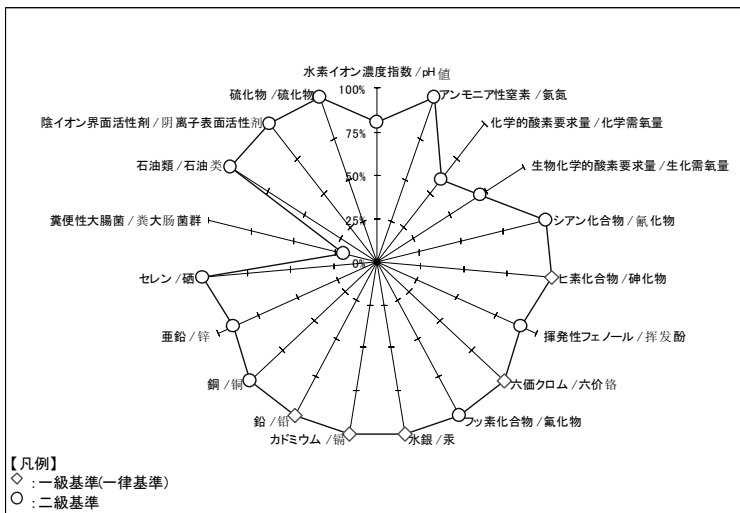 水素イオン濃度指数/pH値
100%
75%
50%
25%
0%
アンモニア性窒素/氨氮
化学的酸素要求量/化学需氧量
生物化学的酸素要求量/生化需氧量
シアン化合物/氰化物
ヒ素化合物/砷化物
揮発性フェノール/挥发酚
六価クロム/六价铬
フッ素化合物/氟化物
水銀/汞
カドミウム/镉
鉛/铅
銅/铜
亜鉛/锌
セレン/硒
糞便性大腸菌/粪大肠菌群
石油類/石油类
陰イオン界面活性剤/阴离子表面活性剂
硫化物/硫化物
【凡例】
◇:一級基準(一律基準)
○:二級基準